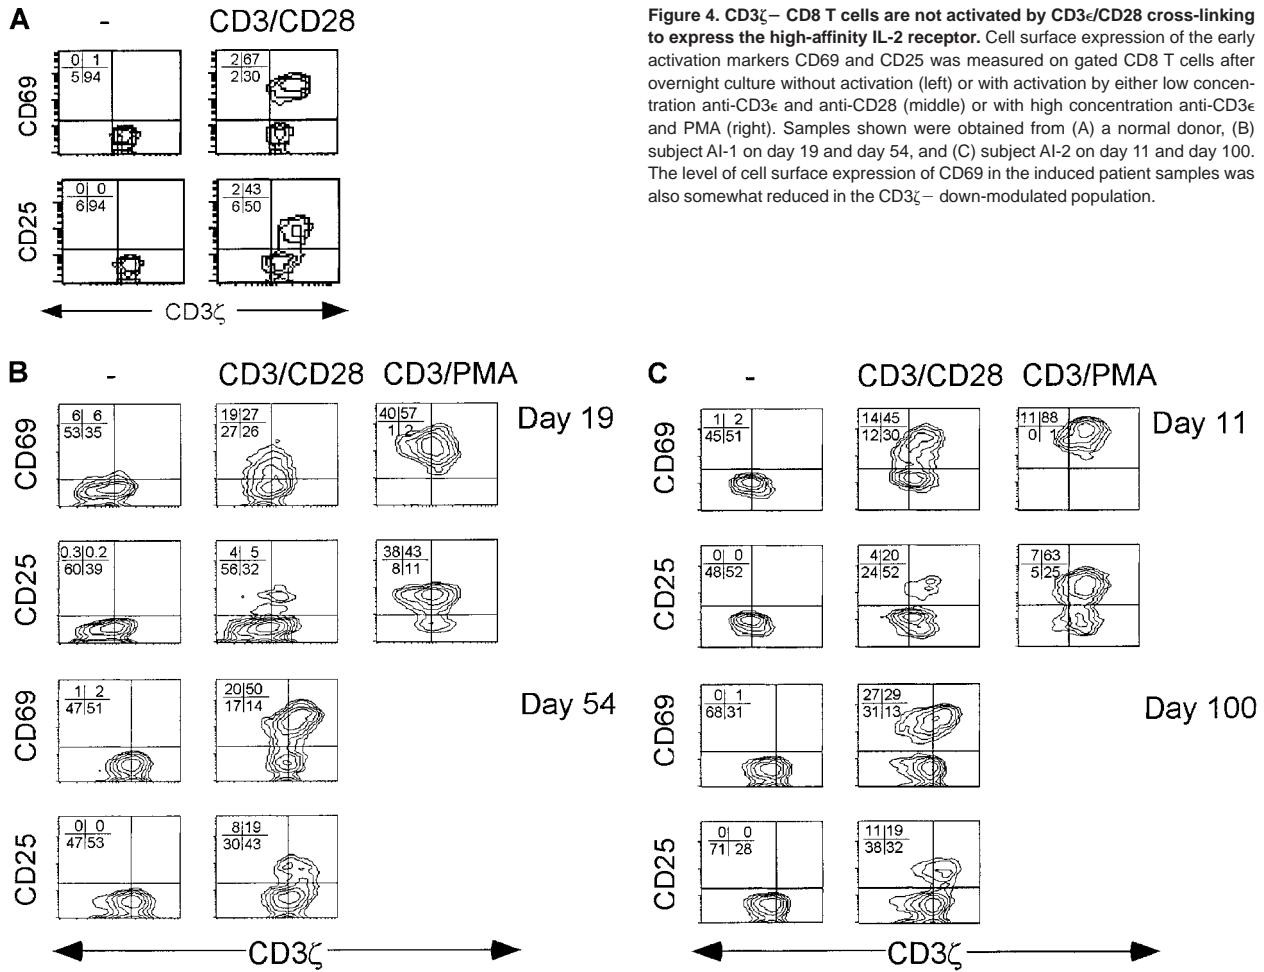 A
-
CD3/CD28
Figure 4. CD3ζ− CD8 T cells are not activated by CD3ϵ/CD28 cross-linking
to express the high-affinity IL-2 receptor. Cell surface expression of the early
activation markers CD69 and CD25 was measured on gated CD8 T cells after
overnight culture without activation (left) or with activation by either low concen-
tration anti-CD3ϵ and anti-CD28 (middle) or with high concentration anti-CD3ϵ
and PMA (right). Samples shown were obtained from (A) a normal donor, (B)
subject AI-1 on day 19 and day 54, and (C) subject AI-2 on day 11 and day 100.
The level of cell surface expression of CD69 in the induced patient samples was
also somewhat reduced in the CD3ζ− down-modulated population.
CD69
0 1
5 94
2 67
2 30
CD25
0 0
6 94
2 43
6 50
CD3ζ
B
-
CD3/CD28
CD3/PMA
CD69
6 6
53 35
19 27
27 26
40 57
1 2
Day 19
CD25
0.3 0.2
60 39
4 5
56 32
38 43
8 11
CD69
1 2
47 51
20 50
17 14
Day 54
CD25
0 0
47 53
8 19
30 43
CD3ζ
C
-
CD3/CD28
CD3/PMA
CD69
1 2
45 51
14 45
12 30
11 88
0 1
Day 11
CD25
0 0
48 52
4 20
24 52
7 63
5 25
CD69
0 1
68 31
27 29
31 13
Day 100
CD25
0 0
71 28
11 19
38 32
CD3ζ